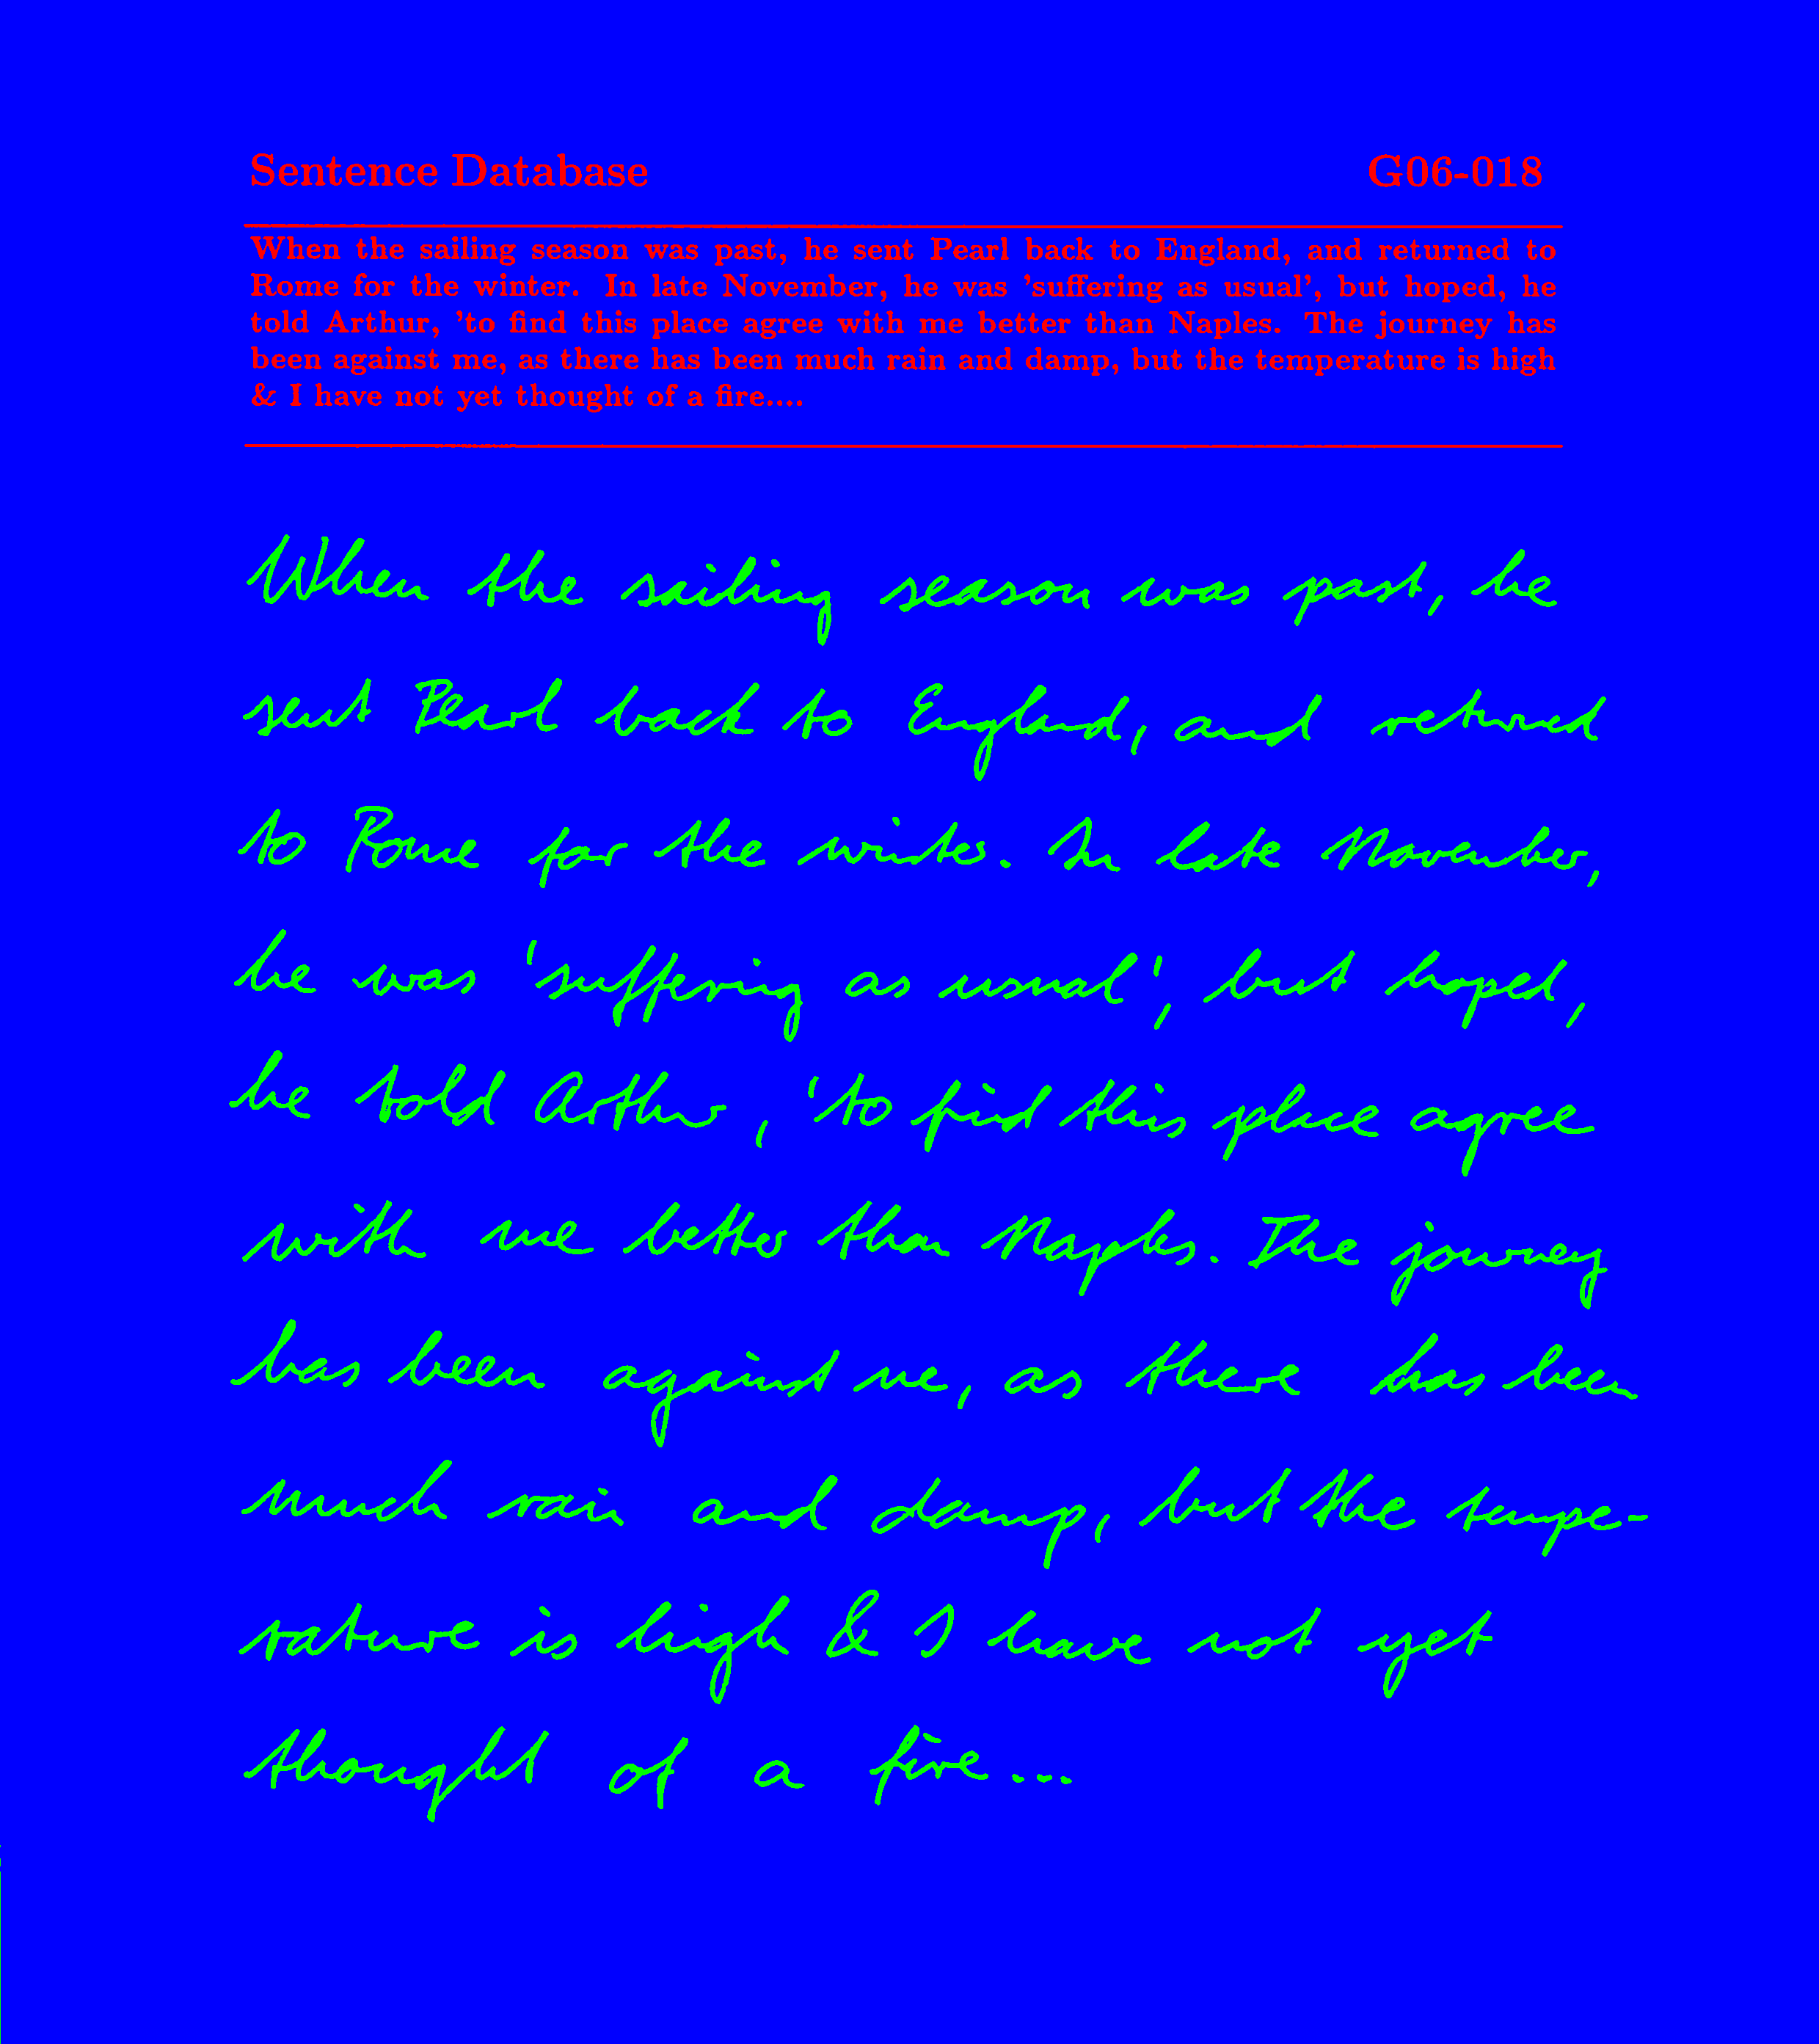 Sentence Database G06-018
When the sailing season was past, he sent Pearl back to England, and returned to
Rome for the winter. In late November, he was 'suffering as usual', but hoped, he
told Arthur, 'to find this place agree with me better than Naples. The journey has
been against me, as there has been much rain and damp, but the temperature is high
& I have not yet thought of a fire....
When the sailing season was past, he
sent Pearl back to England, and returned
to Rome for the winter. In late November,
he was 'suffering as usual', but hoped,
he told Arthur, 'to find this place agree
with me better than Naples. The journey
has been against me, as there has been
much rain and damp, but the tempe-
rature is high & I have not yet
thought of a fire...